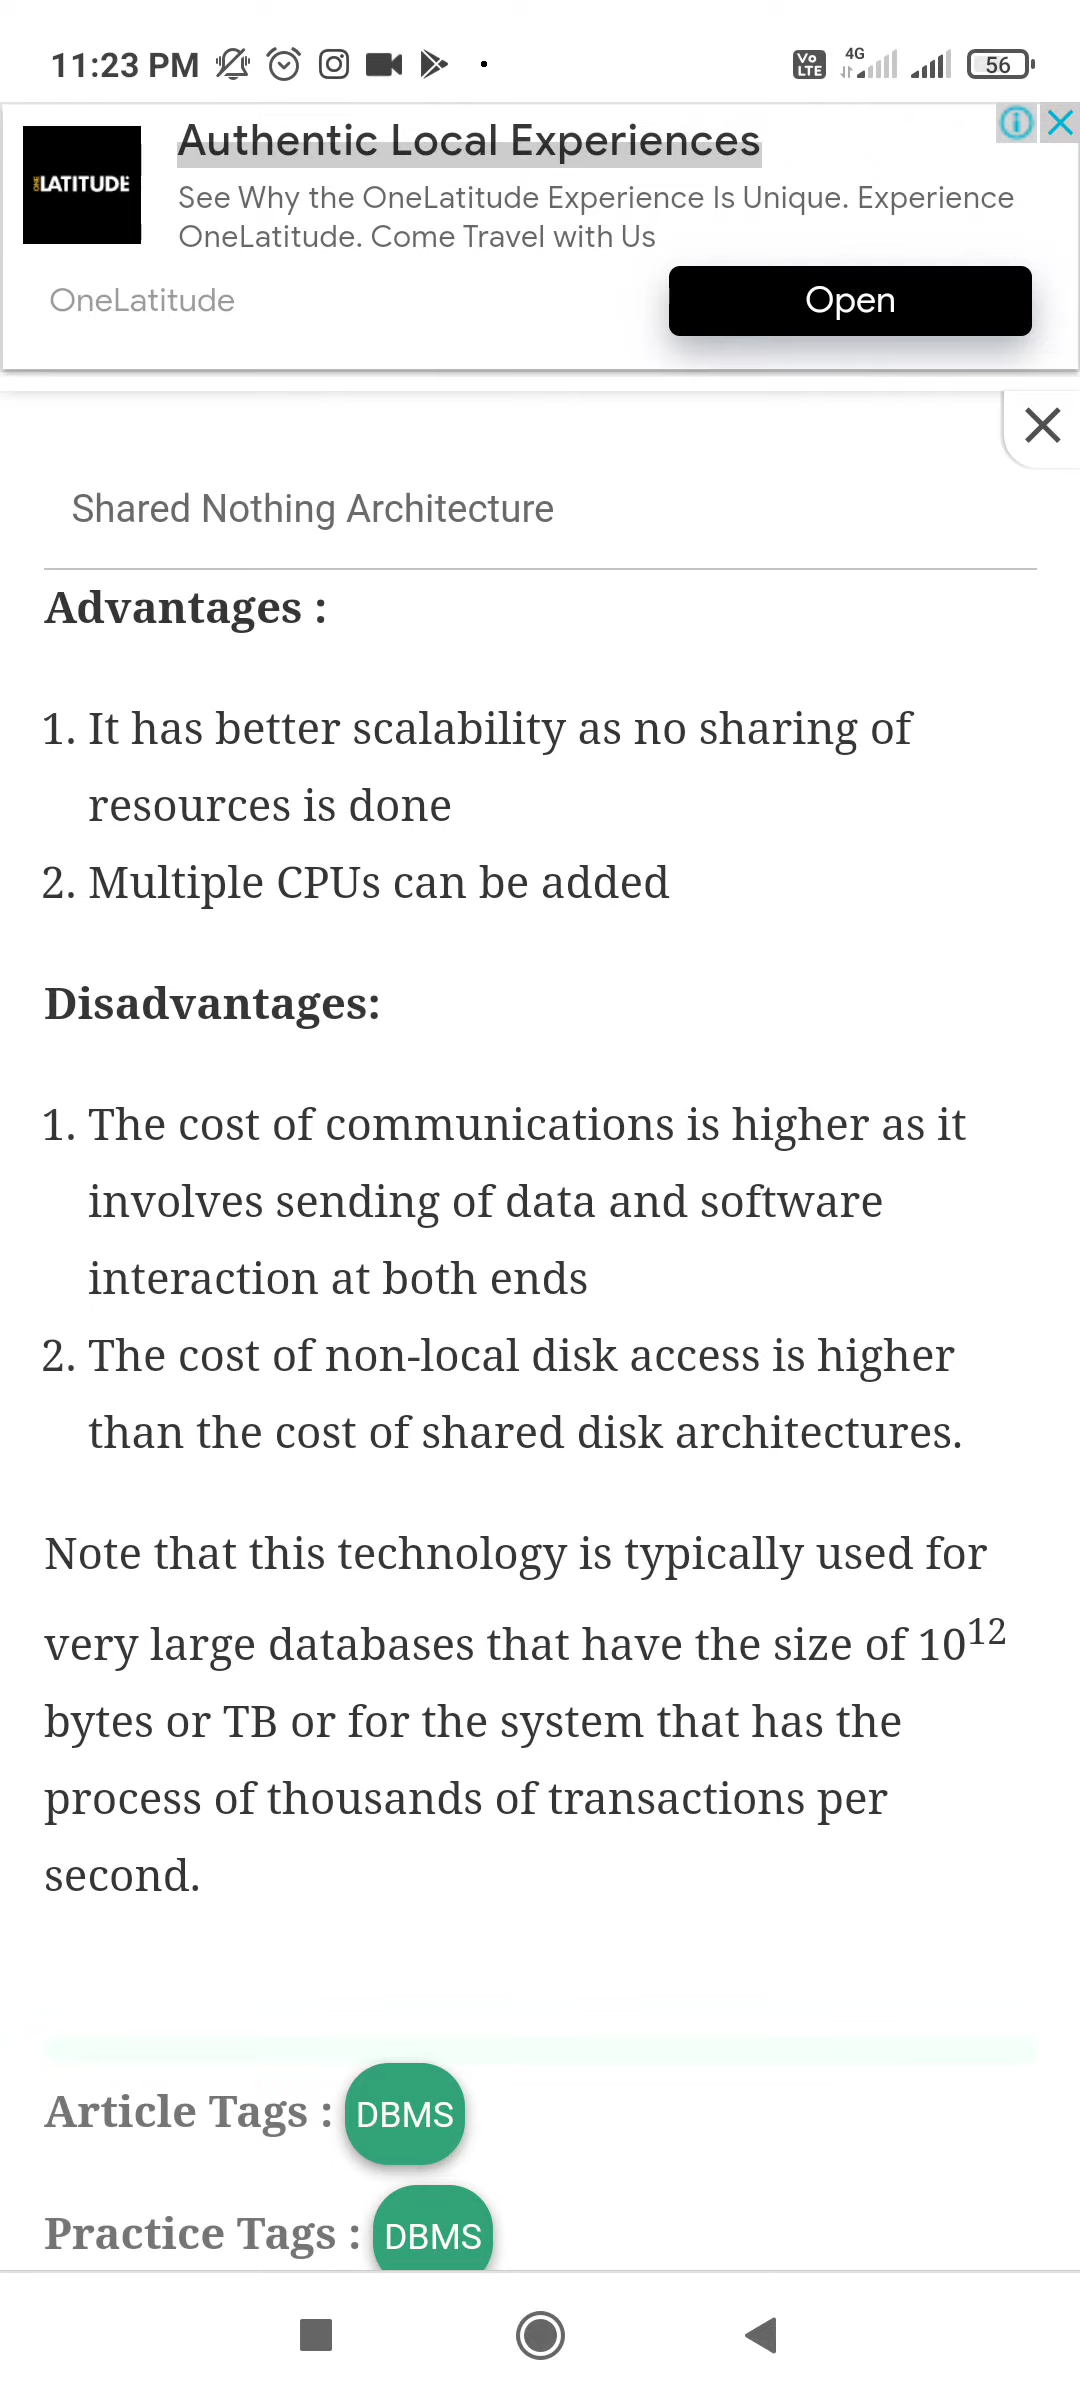 11:23 PM
Vo LTE 4G 56
Authentic Local Experiences
ONE LATITUDE
See Why the OneLatitude Experience Is Unique. Experience
OneLatitude. Come Travel with Us
OneLatitude
Open
Shared Nothing Architecture
Advantages :
1. It has better scalability as no sharing of
resources is done
2. Multiple CPUs can be added
Disadvantages:
1. The cost of communications is higher as it
involves sending of data and software
interaction at both ends
2. The cost of non-local disk access is higher
than the cost of shared disk architectures.
Note that this technology is typically used for
very large databases that have the size of 10¹²
bytes or TB or for the system that has the
process of thousands of transactions per
second.
Article Tags : DBMS
Practice Tags : DBMS